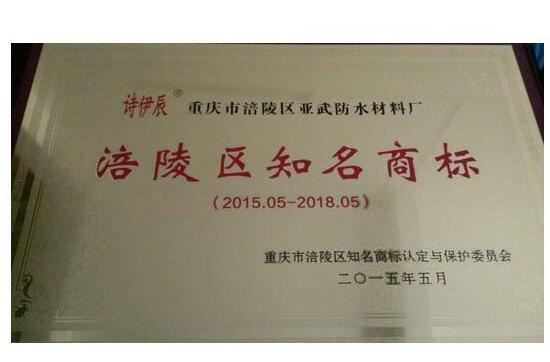 诗伊辰® 重庆市涪陵区亚武防水材料厂
涪陵区知名商标
(2015.05-2018.05)
重庆市涪陵区知名商标认定与保护委员会
二〇一五年五月